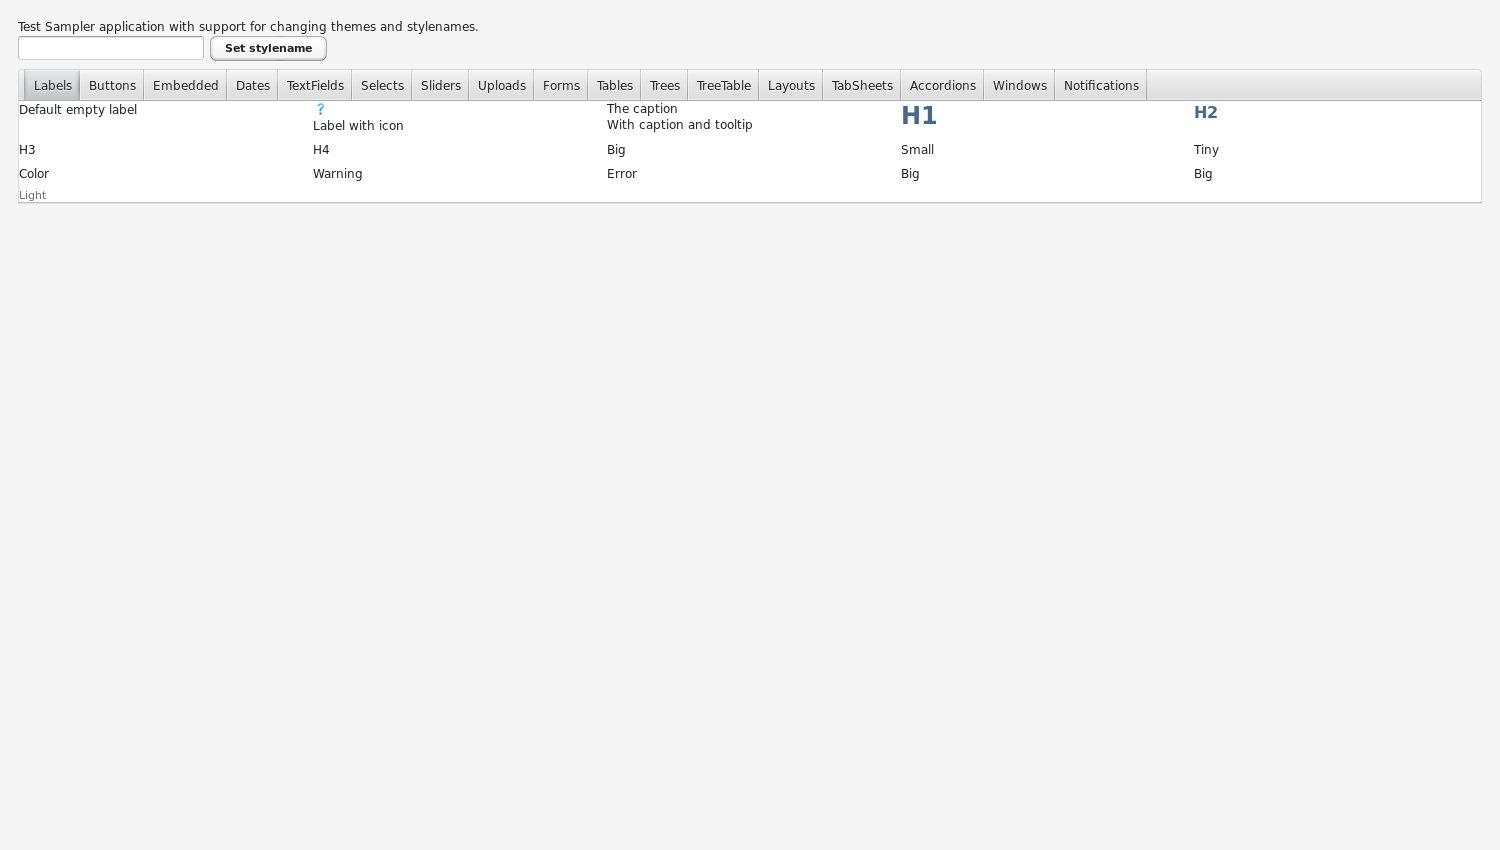 Test Sampler application with support for changing themes and stylenames.
Set stylename
Labels Buttons Embedded Dates TextFields Selects Sliders Uploads Forms Tables Trees TreeTable Layouts TabSheets Accordions Windows Notifications
Default empty label ? The caption H1 H2
Label with icon With caption and tooltip
H3 H4 Big Small Tiny
Color Warning Error Big Big
Light